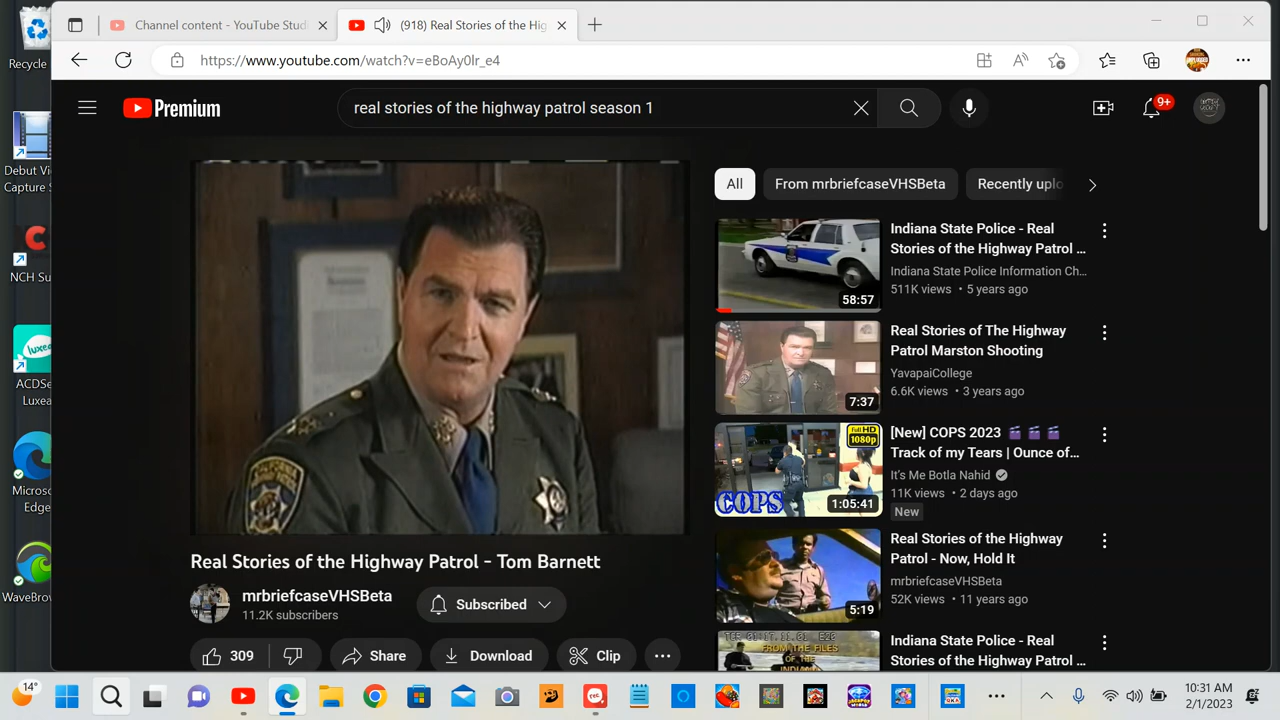 Channel content - YouTube Studi
(918) Real Stories of the Hig
https://www.youtube.com/watch?v=eBoAy0lr_e4
Recycle
Premium
real stories of the highway patrol season 1
9+
Debut Vi
Capture S
NCH Su
ACDSe
Luxea
Micros
Edge
WaveBrow
All
From mrbriefcaseVHSBeta
Recently uplo
Indiana State Police - Real
Stories of the Highway Patrol ...
Indiana State Police Information Ch...
511K views • 5 years ago
58:57
Real Stories of The Highway
Patrol Marston Shooting
YavapaiCollege
6.6K views • 3 years ago
7:37
[New] COPS 2023 🎬 🎬 🎬
Track of my Tears | Ounce of...
It's Me Botla Nahid
11K views • 2 days ago
New
Full HD
1080p
COPS
1:05:41
Real Stories of the Highway
Patrol - Now, Hold It
mrbriefcaseVHSBeta
52K views • 11 years ago
5:19
Indiana State Police - Real
Stories of the Highway Patrol ...
FROM THE FILES
OF THE
INDIANA
Real Stories of the Highway Patrol - Tom Barnett
mrbriefcaseVHSBeta
11.2K subscribers
Subscribed
309
Share
Download
Clip
14°
10:31 AM
2/1/2023